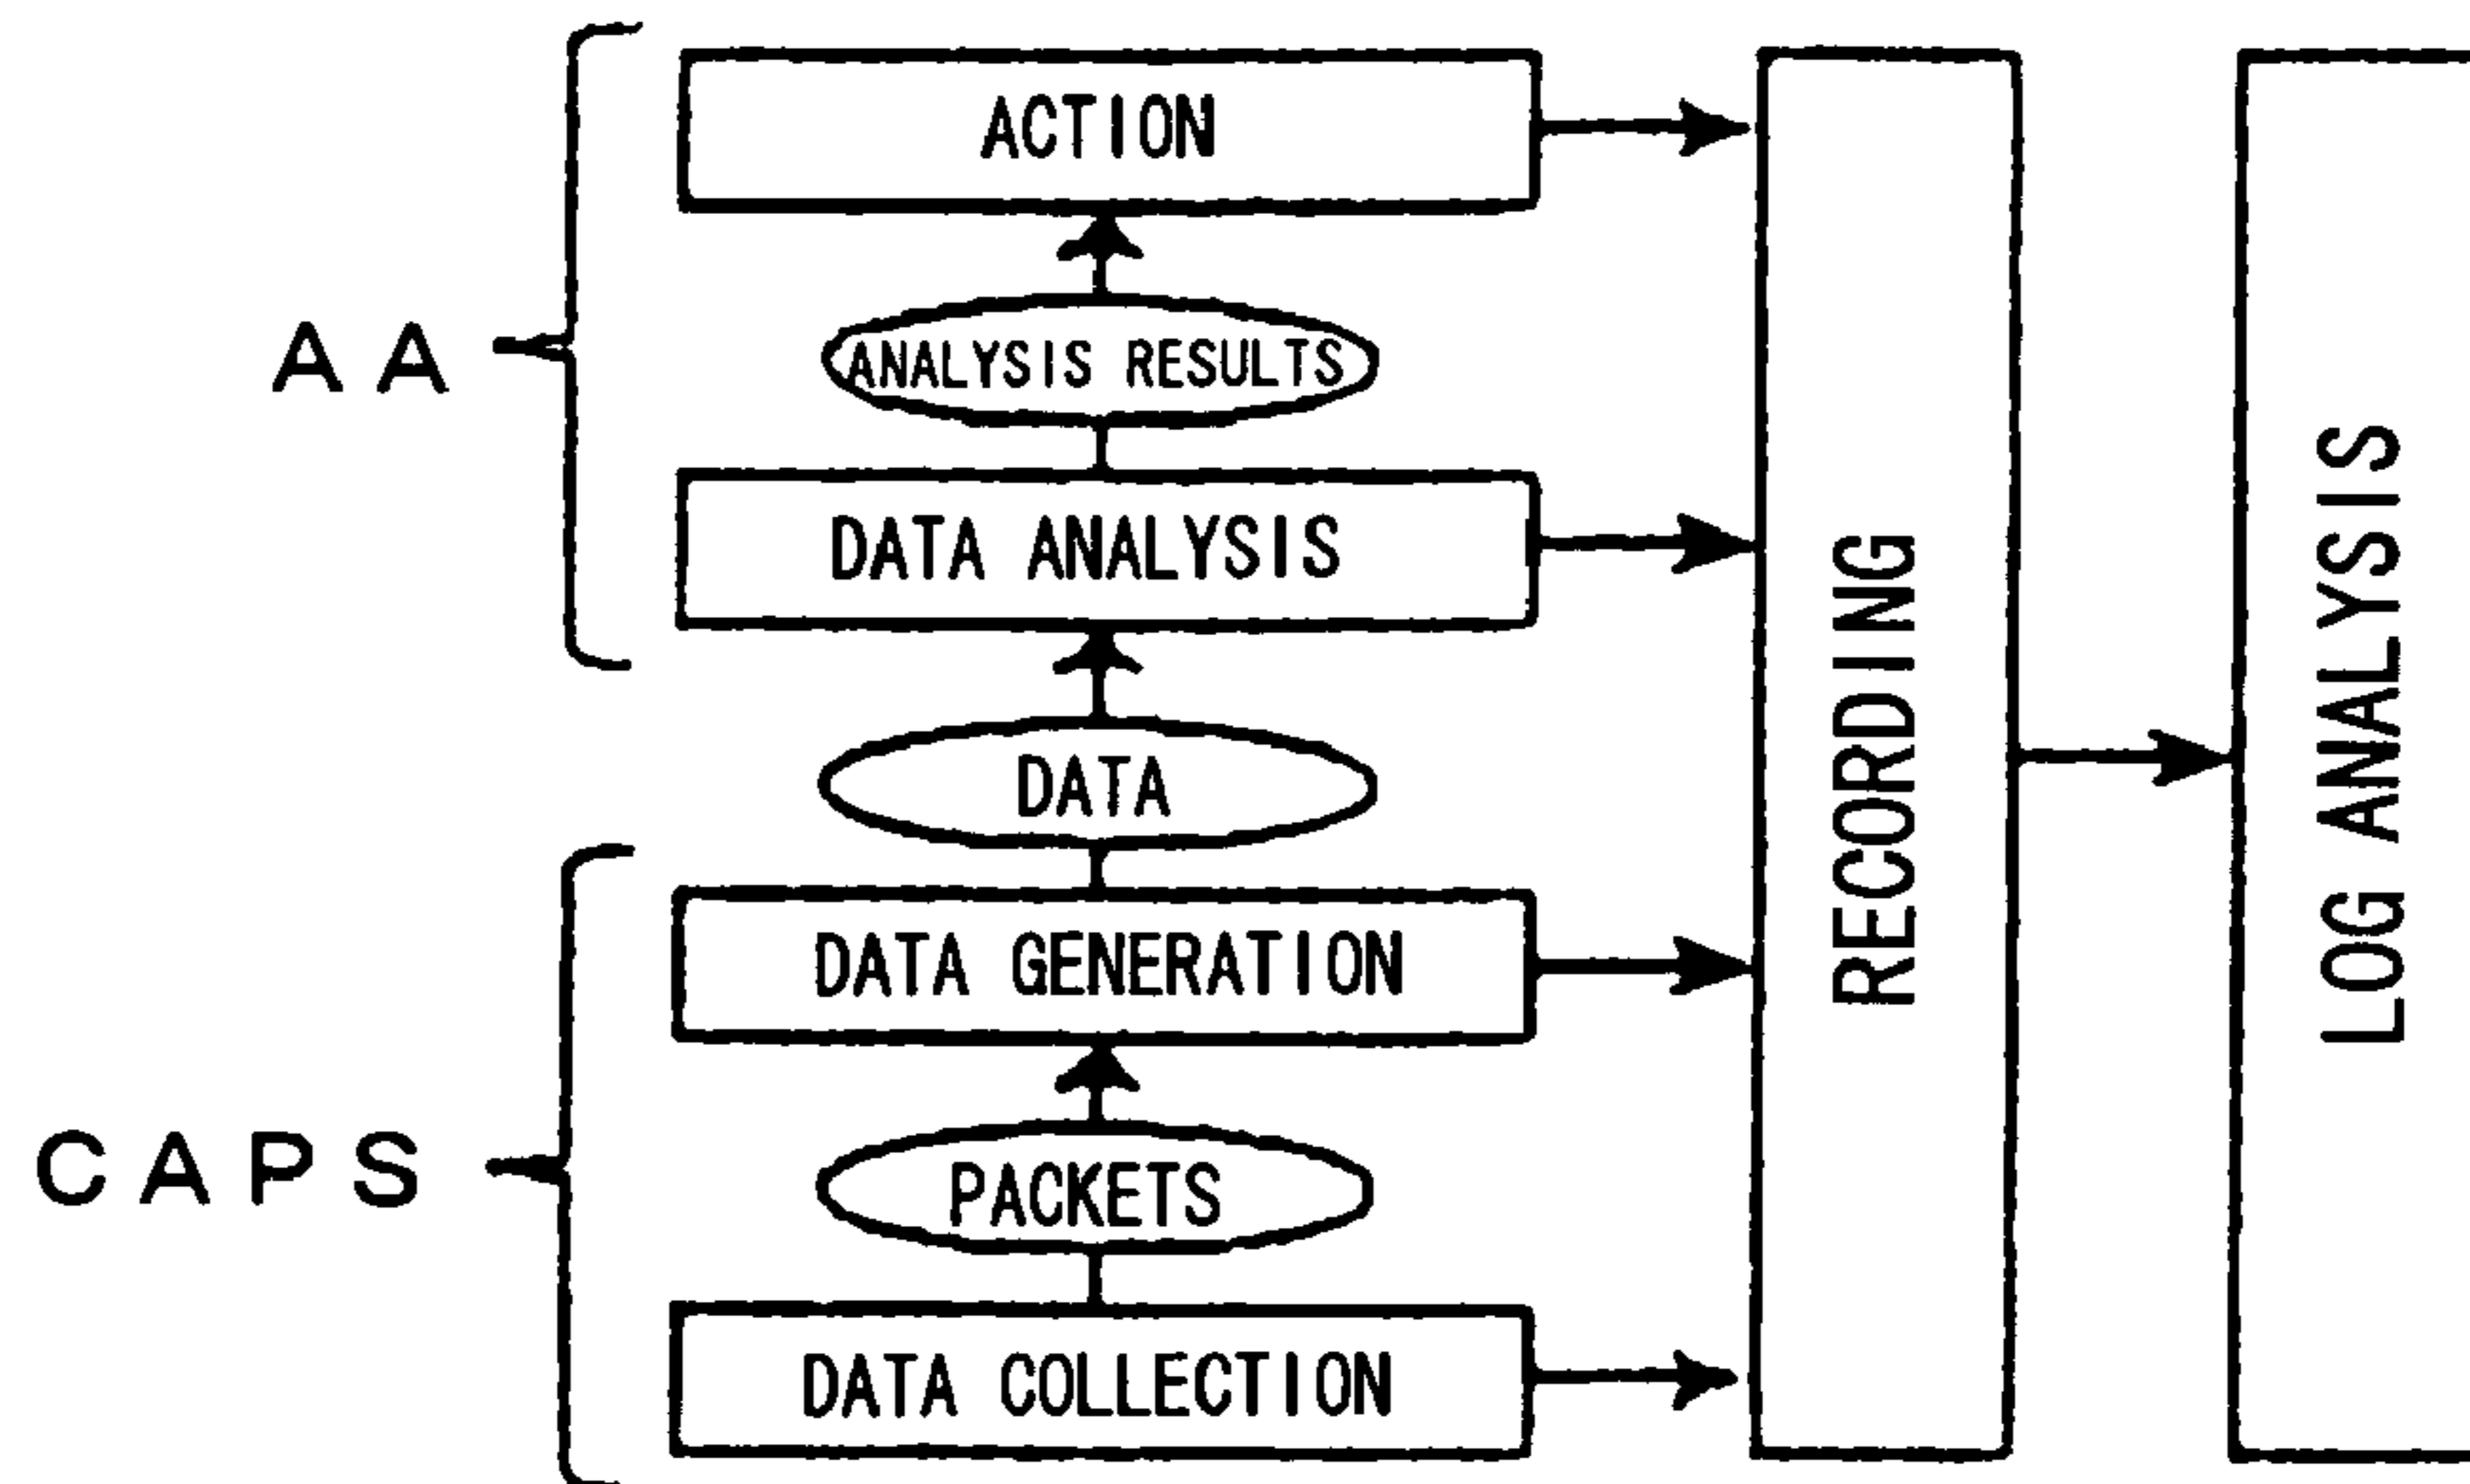 ACTION
AA
ANALYSIS RESULTS
DATA ANALYSIS
DATA
DATA GENERATION
CAPS
PACKETS
DATA COLLECTION
RECORDING
LOG ANALYSIS